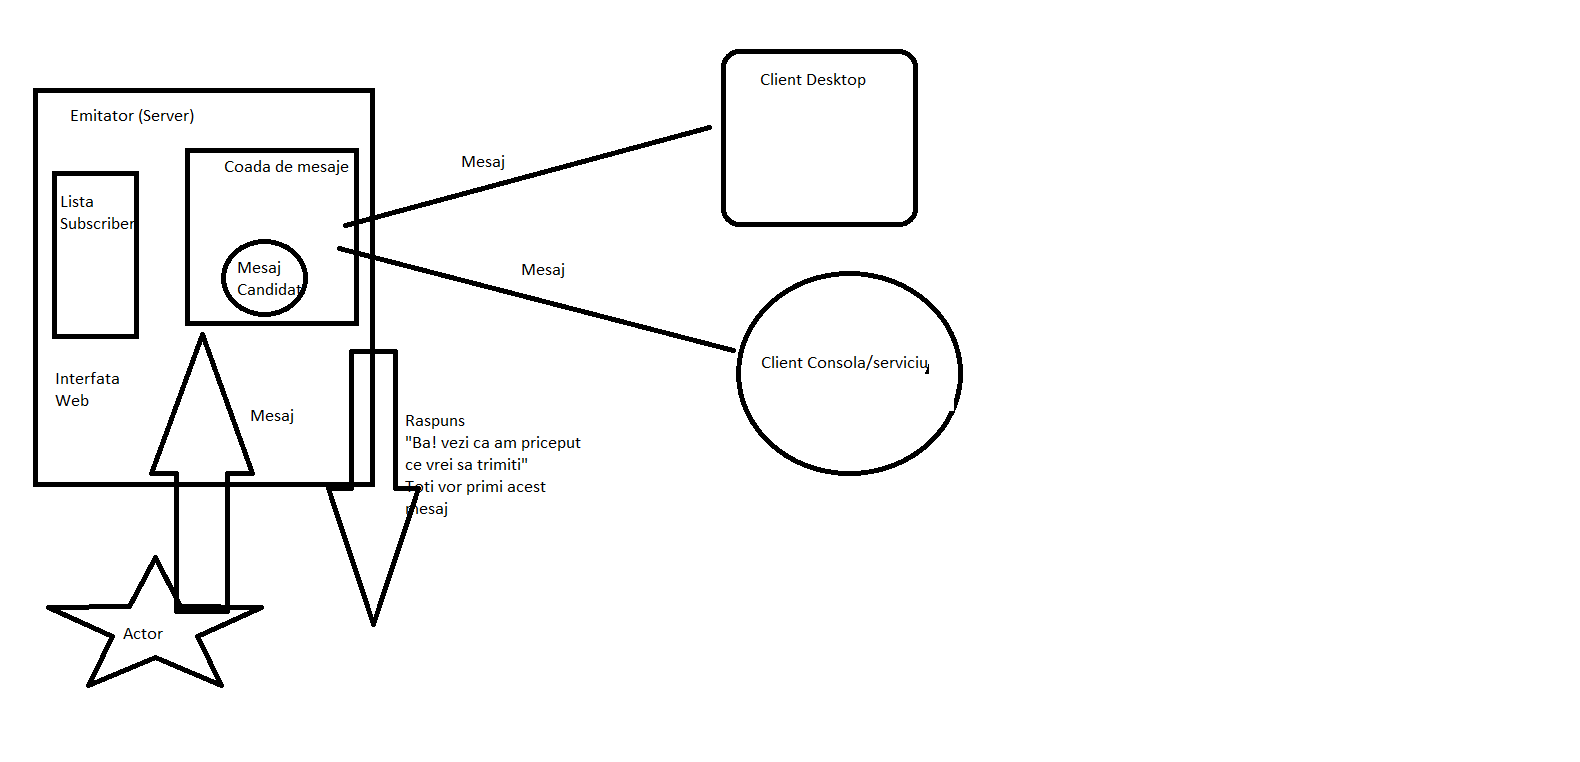 Client Desktop
Emitator (Server)
Mesaj
Coada de mesaje
Lista
Subscriber
Mesaj
Mesaj
Candidat
Client Consola/serviciu
Interfata
Web
Mesaj
Raspuns
"Ba! vezi ca am priceput
ce vrei sa trimiti"
Toti vor primi acest
mesaj
Actor